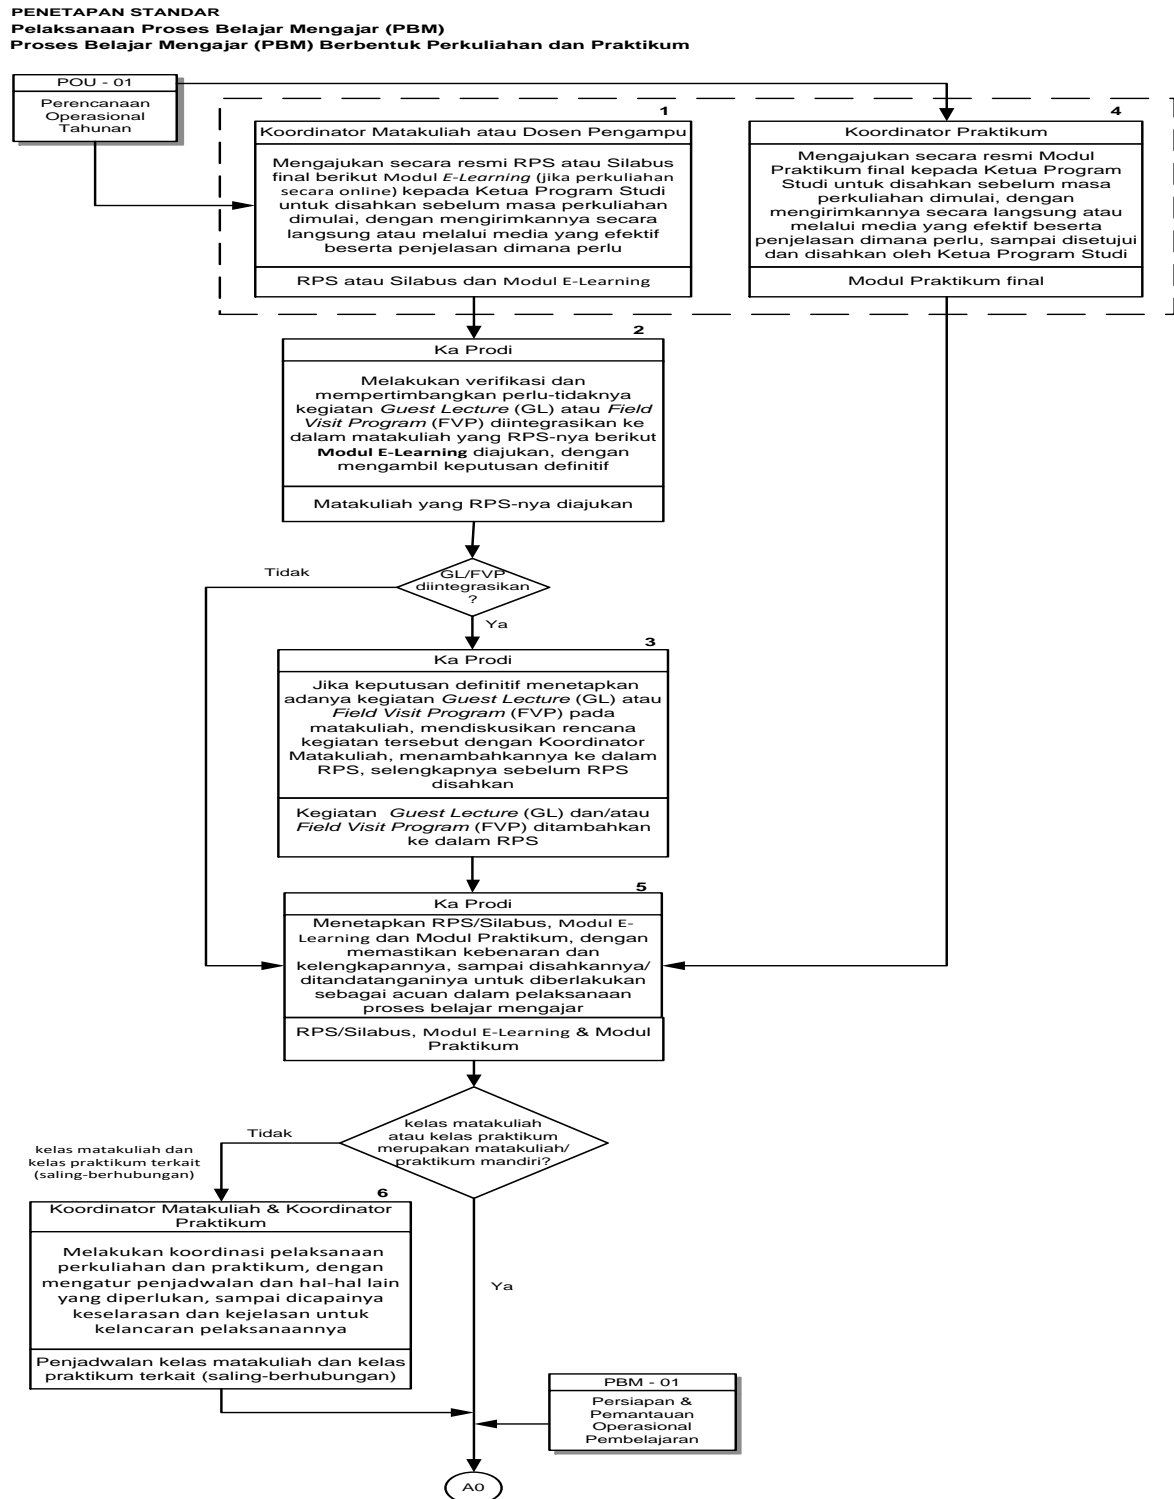 PENETAPAN STANDAR
Pelaksanaan Proses Belajar Mengajar (PBM)
Proses Belajar Mengajar (PBM) Berbentuk Perkuliahan dan Praktikum
POU - 01
Perencanaan
Operasional
Tahunan
1
Koordinator Matakuliah atau Dosen Pengampu
Mengajukan secara resmi RPS atau Silabus
final berikut Modul E-Learning (jika perkuliahan
secara online) kepada Ketua Program Studi
untuk disahkan sebelum masa perkuliahan
dimulai, dengan mengirimkannya secara
langsung atau melalui media yang efektif
beserta penjelasan dimana perlu
RPS atau Silabus dan Modul E-Learning
4
Koordinator Praktikum
Mengajukan secara resmi Modul
Praktikum final kepada Ketua Program
Studi untuk disahkan sebelum masa
perkuliahan dimulai, dengan
mengirimkannya secara langsung atau
melalui media yang efektif beserta
penjelasan dimana perlu, sampai disetujui
dan disahkan oleh Ketua Program Studi
Modul Praktikum final
2
Ka Prodi
Melakukan verifikasi dan
mempertimbangkan perlu-tidaknya
kegiatan Guest Lecture (GL) atau Field
Visit Program (FVP) diintegrasikan ke
dalam matakuliah yang RPS-nya berikut
Modul E-Learning diajukan, dengan
mengambil keputusan definitif
Matakuliah yang RPS-nya diajukan
GL/FVP
diintegrasikan
?
Tidak
Ya
3
Ka Prodi
Jika keputusan definitif menetapkan
adanya kegiatan Guest Lecture (GL) atau
Field Visit Program (FVP) pada
matakuliah, mendiskusikan rencana
kegiatan tersebut dengan Koordinator
Matakuliah, menambahkannya ke dalam
RPS, selengkapnya sebelum RPS
disahkan
Kegiatan Guest Lecture (GL) dan/atau
Field Visit Program (FVP) ditambahkan
ke dalam RPS
5
Ka Prodi
Menetapkan RPS/Silabus, Modul E-
Learning dan Modul Praktikum, dengan
memastikan kebenaran dan
kelengkapannya, sampai disahkannya/
ditandatanganinya untuk diberlakukan
sebagai acuan dalam pelaksanaan
proses belajar mengajar
RPS/Silabus, Modul E-Learning & Modul
Praktikum
kelas matakuliah
atau kelas praktikum
merupakan matakuliah/
praktikum mandiri?
Tidak
kelas matakuliah dan
kelas praktikum terkait
(saling-berhubungan)
6
Koordinator Matakuliah & Koordinator
Praktikum
Melakukan koordinasi pelaksanaan
perkuliahan dan praktikum, dengan
mengatur penjadwalan dan hal-hal lain
yang diperlukan, sampai dicapainya
keselarasan dan kejelasan untuk
kelancaran pelaksanaannya
Penjadwalan kelas matakuliah dan kelas
praktikum terkait (saling-berhubungan)
Ya
PBM - 01
Persiapan &
Pemantauan
Operasional
Pembelajaran
A0